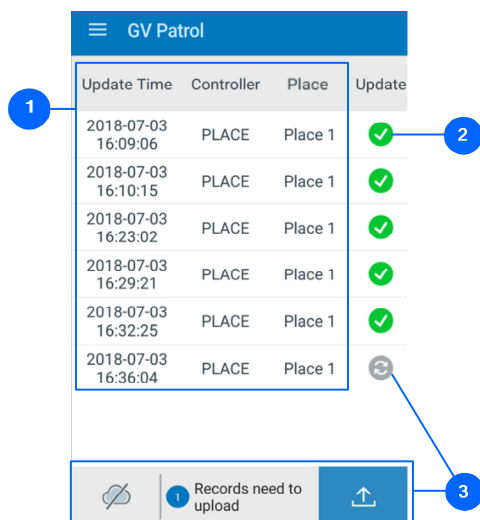 GV Patrol
Update Time Controller Place Update
1
2018-07-03
16:09:06
PLACE Place 1
2
2018-07-03
16:10:15
PLACE Place 1
2018-07-03
16:23:02
PLACE Place 1
2018-07-03
16:29:21
PLACE Place 1
2018-07-03
16:32:25
PLACE Place 1
2018-07-03
16:36:04
PLACE Place 1
1
Records need to
upload
3